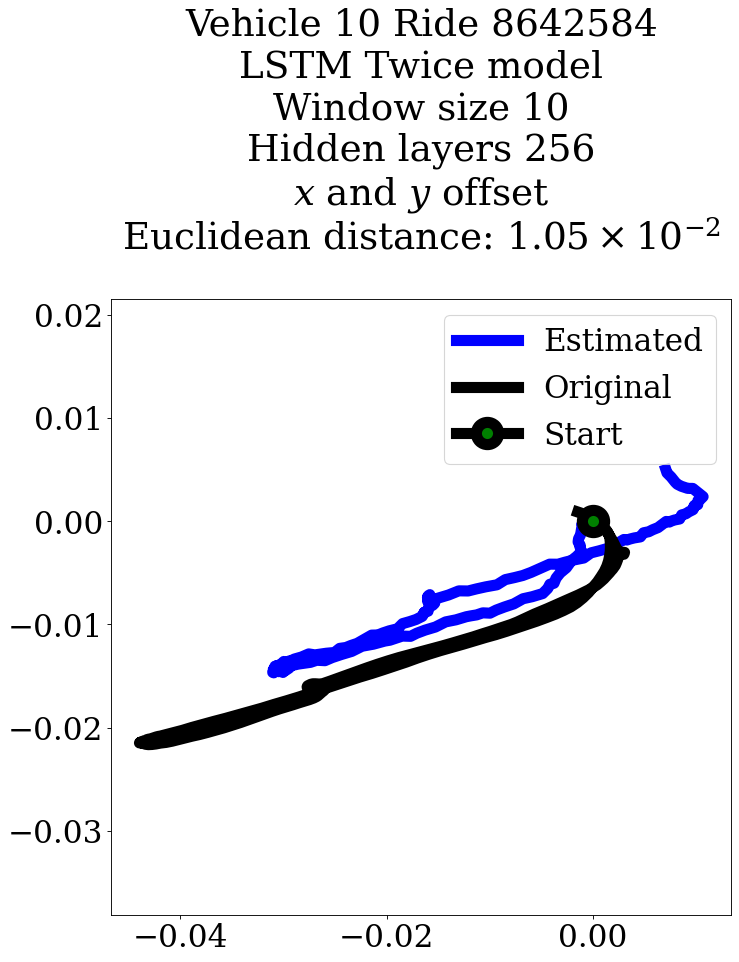 Vehicle 10 Ride 8642584
LSTM Twice model
Window size 10
Hidden layers 256
x and y offset
Euclidean distance: 1.05 × 10⁻²
Estimated
Original
Start
0.02
0.01
0.00
−0.01
−0.02
−0.03
−0.04
−0.02
0.00